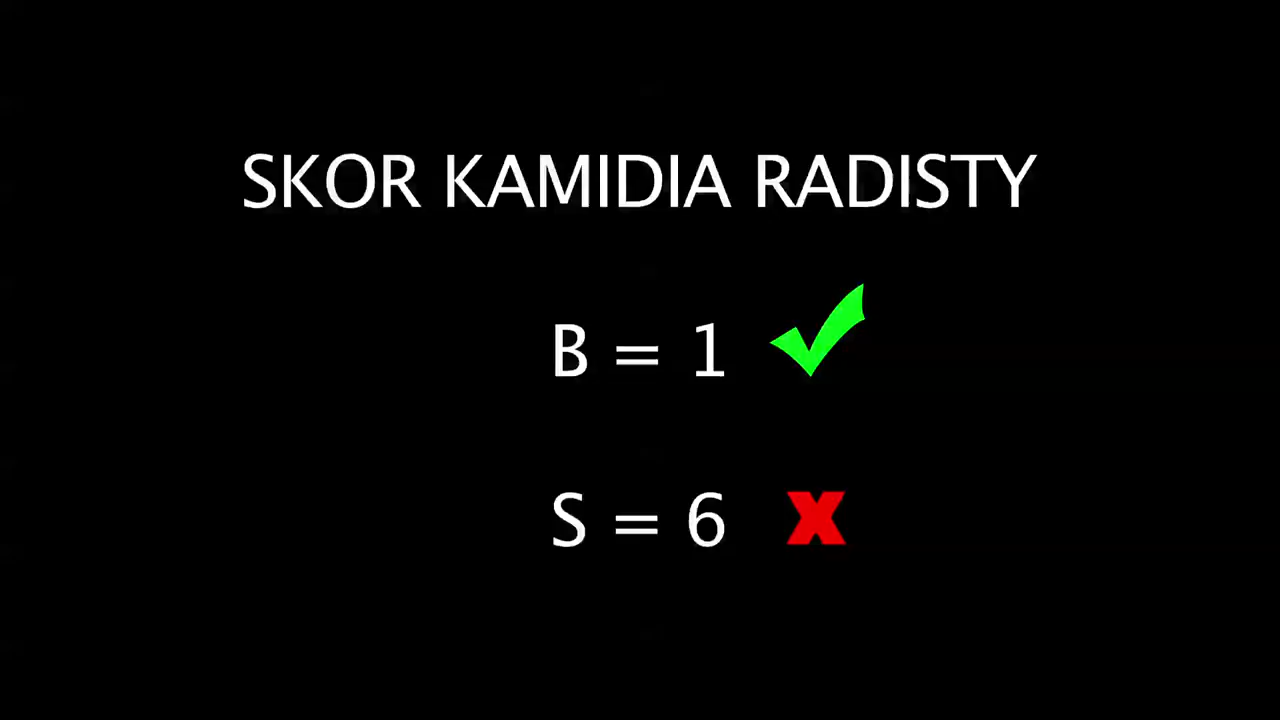 SKOR KAMIDIA RADISTY
B = 1
S = 6